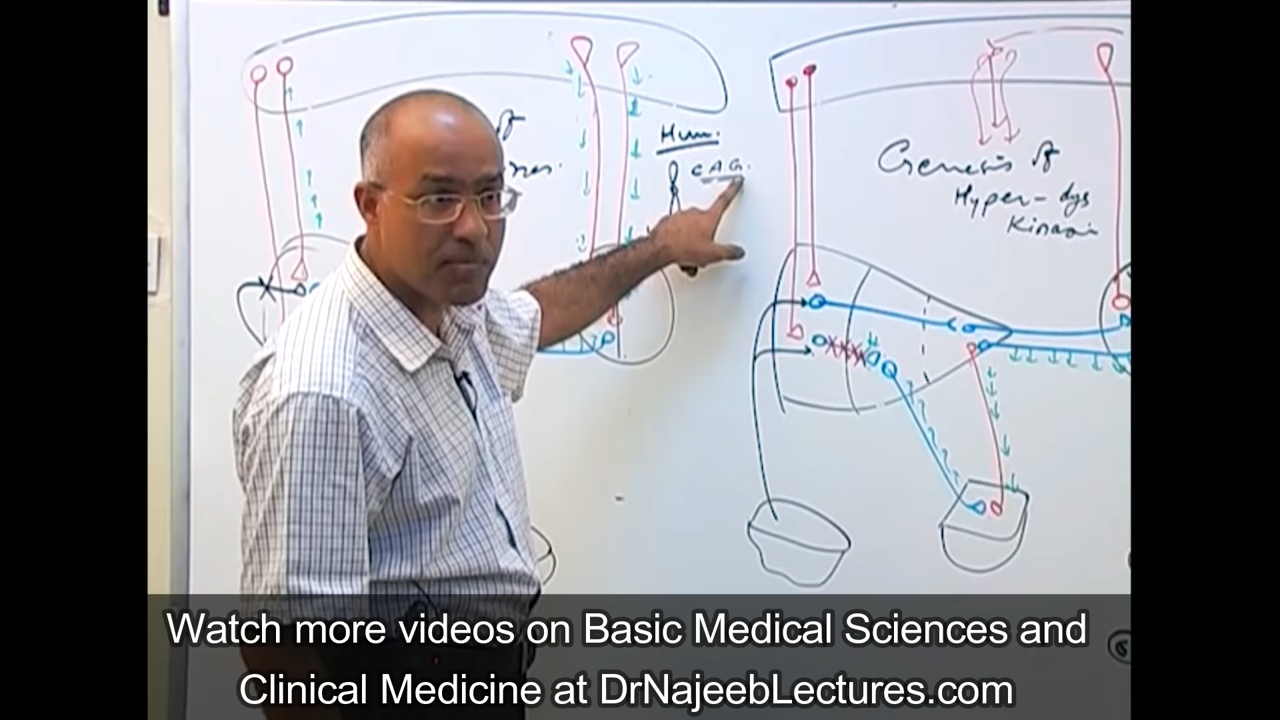 Hun.
CAG.
Genesis of
Hyper-dys
Kinasis
Watch more videos on Basic Medical Sciences and
Clinical Medicine at DrNajeebLectures.com